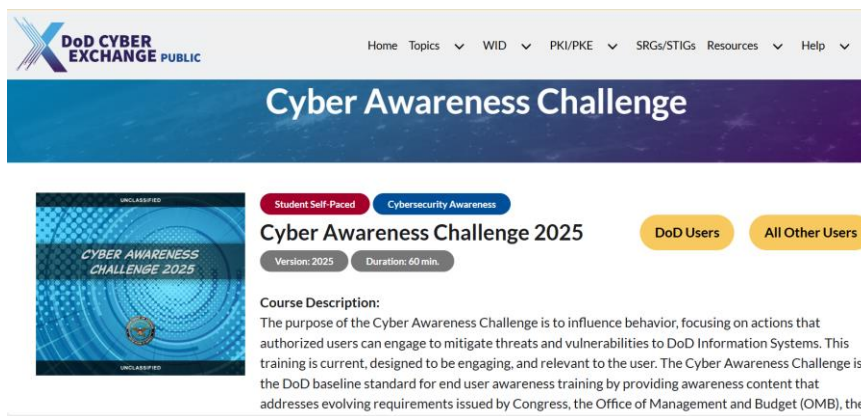 DoD CYBER
EXCHANGE PUBLIC
Home Topics WID PKI/PKE SRGs/STIGs Resources Help
Cyber Awareness Challenge
UNCLASSIFIED
CYBER AWARENESS
CHALLENGE 2025
UNCLASSIFIED
Student Self-Paced Cybersecurity Awareness
Cyber Awareness Challenge 2025
Version: 2025 Duration: 60 min.
DoD Users All Other Users
Course Description:
The purpose of the Cyber Awareness Challenge is to influence behavior, focusing on actions that
authorized users can engage to mitigate threats and vulnerabilities to DoD Information Systems. This
training is current, designed to be engaging, and relevant to the user. The Cyber Awareness Challenge is
the DoD baseline standard for end user awareness training by providing awareness content that
addresses evolving requirements issued by Congress, the Office of Management and Budget (OMB), the